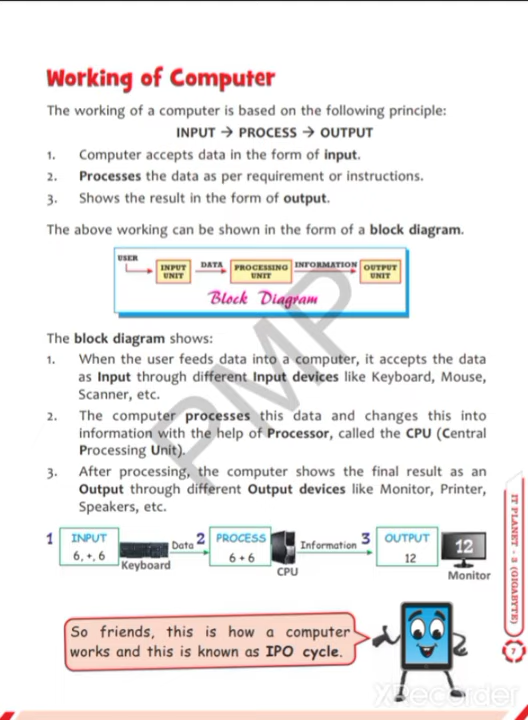 Working of Computer
The working of a computer is based on the following principle:
INPUT → PROCESS → OUTPUT
1. Computer accepts data in the form of input.
2. Processes the data as per requirement or instructions.
3. Shows the result in the form of output.
The above working can be shown in the form of a block diagram.
USER
INPUT UNIT
DATA
PROCESSING UNIT
INFORMATION
OUTPUT UNIT
Block Diagram
The block diagram shows:
1. When the user feeds data into a computer, it accepts the data
as Input through different Input devices like Keyboard, Mouse,
Scanner, etc.
2. The computer processes this data and changes this into
information with the help of Processor, called the CPU (Central
Processing Unit).
3. After processing, the computer shows the final result as an
Output through different Output devices like Monitor, Printer,
Speakers, etc.
1 INPUT
6, +, 6
Keyboard
Data
2 PROCESS
6 + 6
CPU
Information
3 OUTPUT
12
12
Monitor
So friends, this is how a computer
works and this is known as IPO cycle.
IT PLANET - 3 (GIGABYTE)
7
PMP
XRecorder